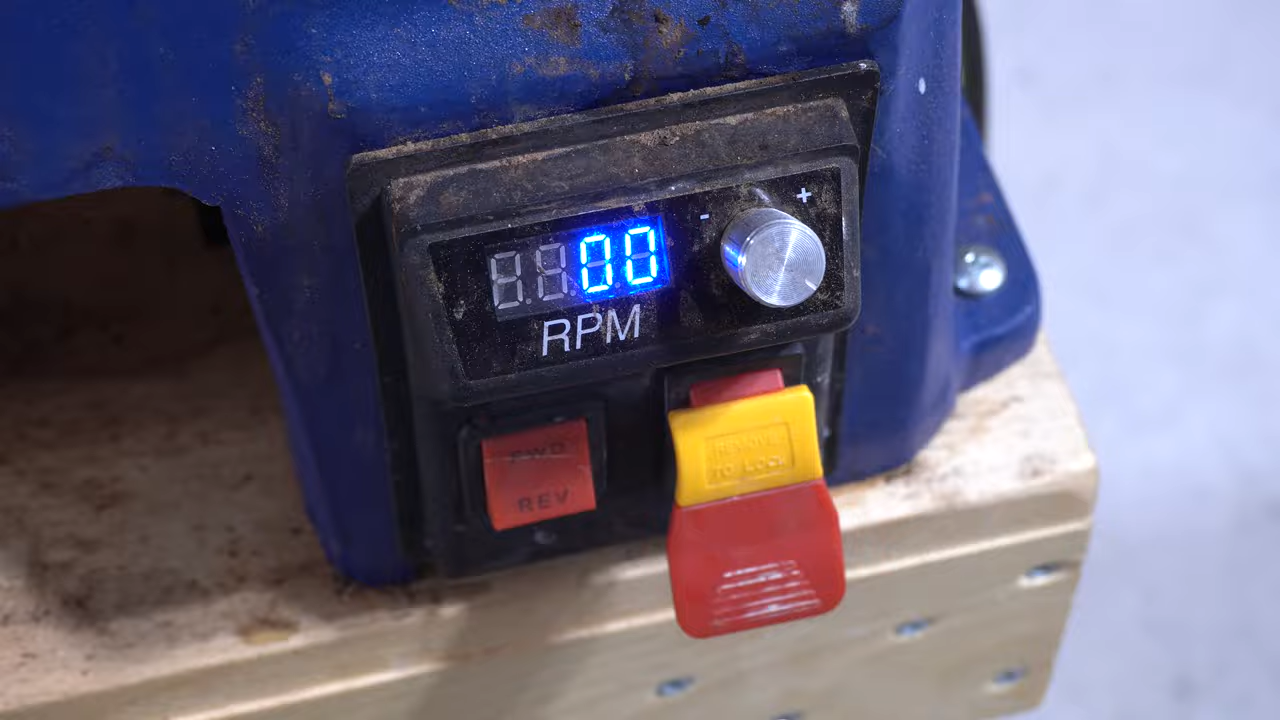 - +
00
RPM
FWD
REV
REMOVE
TO LOCK